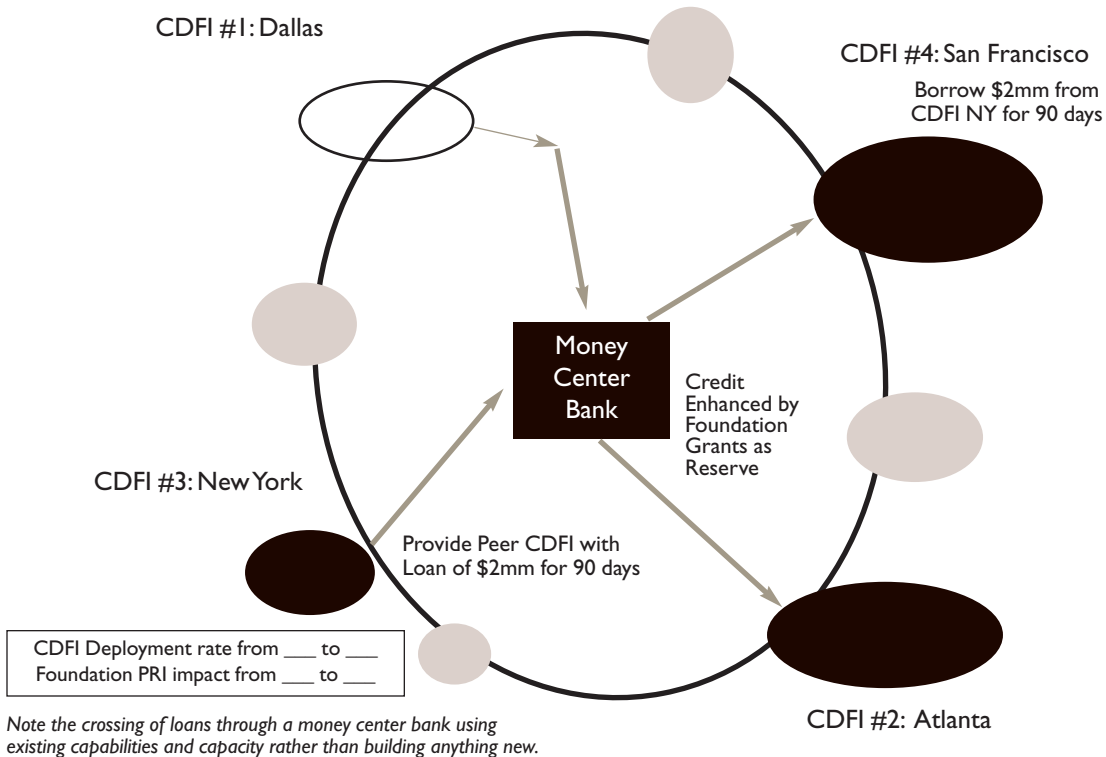 CDFI #1: Dallas
CDFI #4: San Francisco
Borrow $2mm from
CDFI NY for 90 days
Money
Center
Bank
Credit
Enhanced by
Foundation
Grants as
Reserve
CDFI #3: New York
Provide Peer CDFI with
Loan of $2mm for 90 days
CDFI Deployment rate from ___ to ___
Foundation PRI impact from ___ to ___
CDFI #2: Atlanta
Note the crossing of loans through a money center bank using
existing capabilities and capacity rather than building anything new.